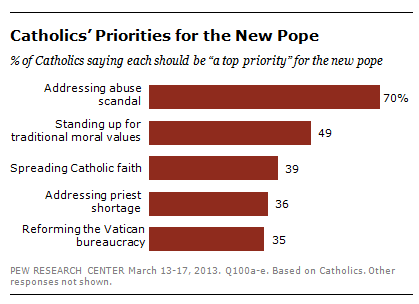 Catholics' Priorities for the New Pope
% of Catholics saying each should be "a top priority" for the new pope
Addressing abuse
scandal
70%
Standing up for
traditional moral values
49
Spreading Catholic faith
39
Addressing priest
shortage
36
Reforming the Vatican
bureaucracy
35
PEW RESEARCH CENTER March 13-17, 2013. Q100a-e. Based on Catholics. Other
responses not shown.